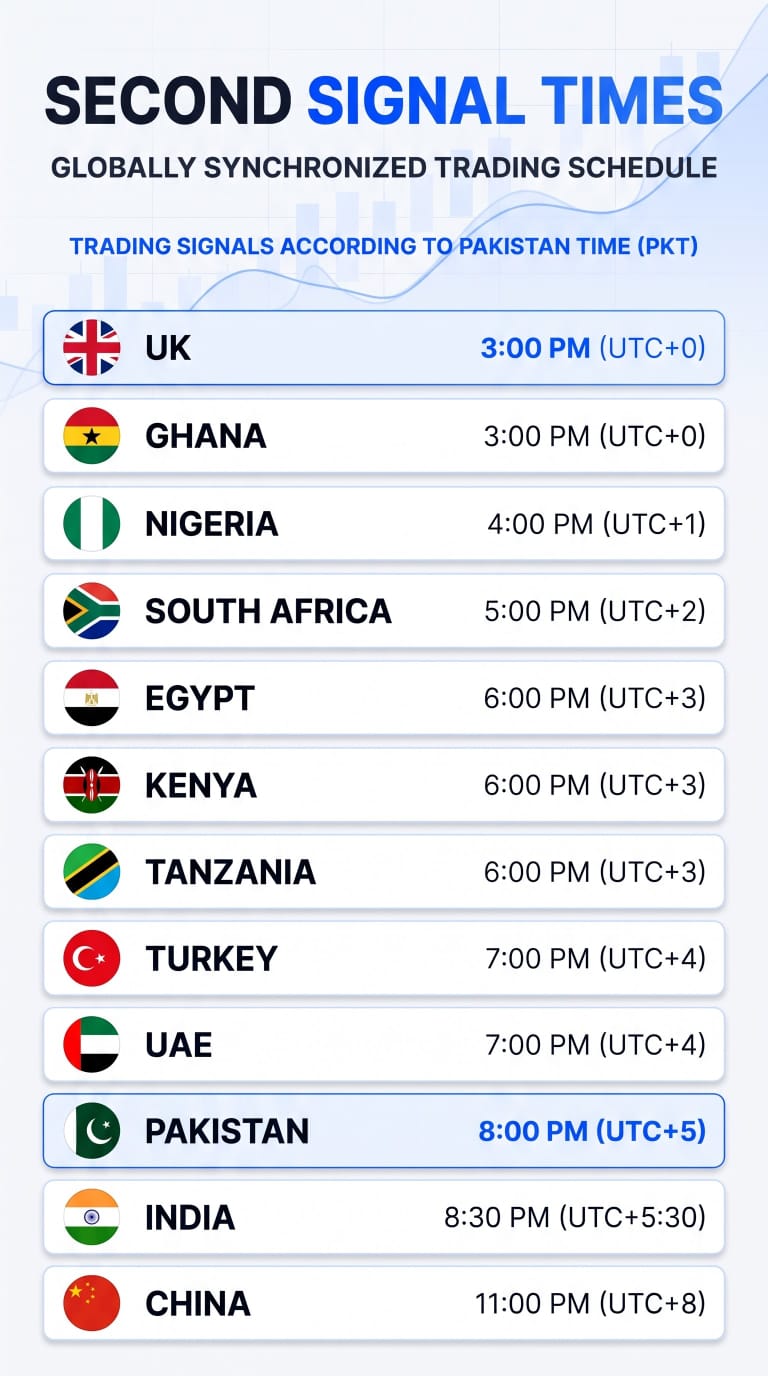 SECOND SIGNAL TIMES
GLOBALLY SYNCHRONIZED TRADING SCHEDULE
TRADING SIGNALS ACCORDING TO PAKISTAN TIME (PKT)
UK 3:00 PM (UTC+0)
GHANA 3:00 PM (UTC+0)
NIGERIA 4:00 PM (UTC+1)
SOUTH AFRICA 5:00 PM (UTC+2)
EGYPT 6:00 PM (UTC+3)
KENYA 6:00 PM (UTC+3)
TANZANIA 6:00 PM (UTC+3)
TURKEY 7:00 PM (UTC+4)
UAE 7:00 PM (UTC+4)
PAKISTAN 8:00 PM (UTC+5)
INDIA 8:30 PM (UTC+5:30)
CHINA 11:00 PM (UTC+8)